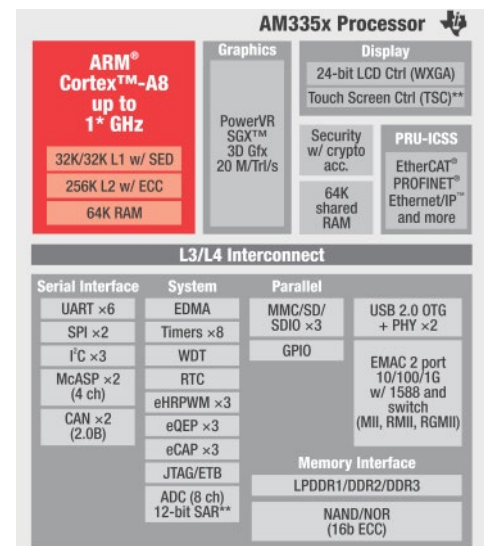 AM335x Processor
ARM®
Cortex™-A8
up to
1* GHz
32K/32K L1 w/ SED
256K L2 w/ ECC
64K RAM
Graphics
PowerVR
SGX™
3D Gfx
20 M/Trl/s
Display
24-bit LCD Ctrl (WXGA)
Touch Screen Ctrl (TSC)**
Security
w/ crypto
acc.
64K
shared
RAM
PRU-ICSS
EtherCAT®
PROFINET®
Ethernet/IP™
and more
L3/L4 Interconnect
Serial Interface
UART ×6
SPI ×2
I²C ×3
McASP ×2
(4 ch)
CAN ×2
(2.0B)
System
EDMA
Timers ×8
WDT
RTC
eHRPWM ×3
eQEP ×3
eCAP ×3
JTAG/ETB
ADC (8 ch)
12-bit SAR**
Parallel
MMC/SD/
SDIO ×3
GPIO
USB 2.0 OTG
+ PHY ×2
EMAC 2 port
10/100/1G
w/ 1588 and
switch
(MII, RMII, RGMII)
Memory Interface
LPDDR1/DDR2/DDR3
NAND/NOR
(16b ECC)